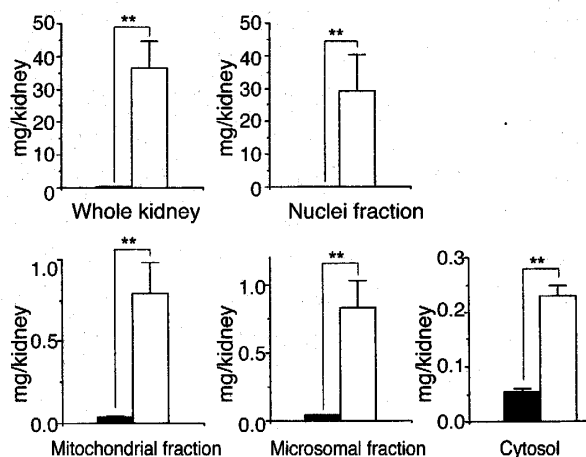 50
40
30
20
10
0
mg/kidney
**
Whole kidney
50
40
30
20
10
0
mg/kidney
**
Nuclei fraction
1.0
0.5
0.0
mg/kidney
**
Mitochondrial fraction
1.0
0.5
0.0
mg/kidney
**
Microsomal fraction
0.3
0.2
0.1
0.0
mg/kidney
**
Cytosol